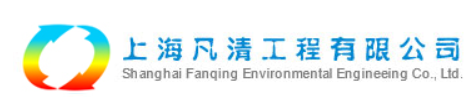 上海凡清工程有限公司
Shanghai Fanqing Environmental Engineeing Co., Ltd.